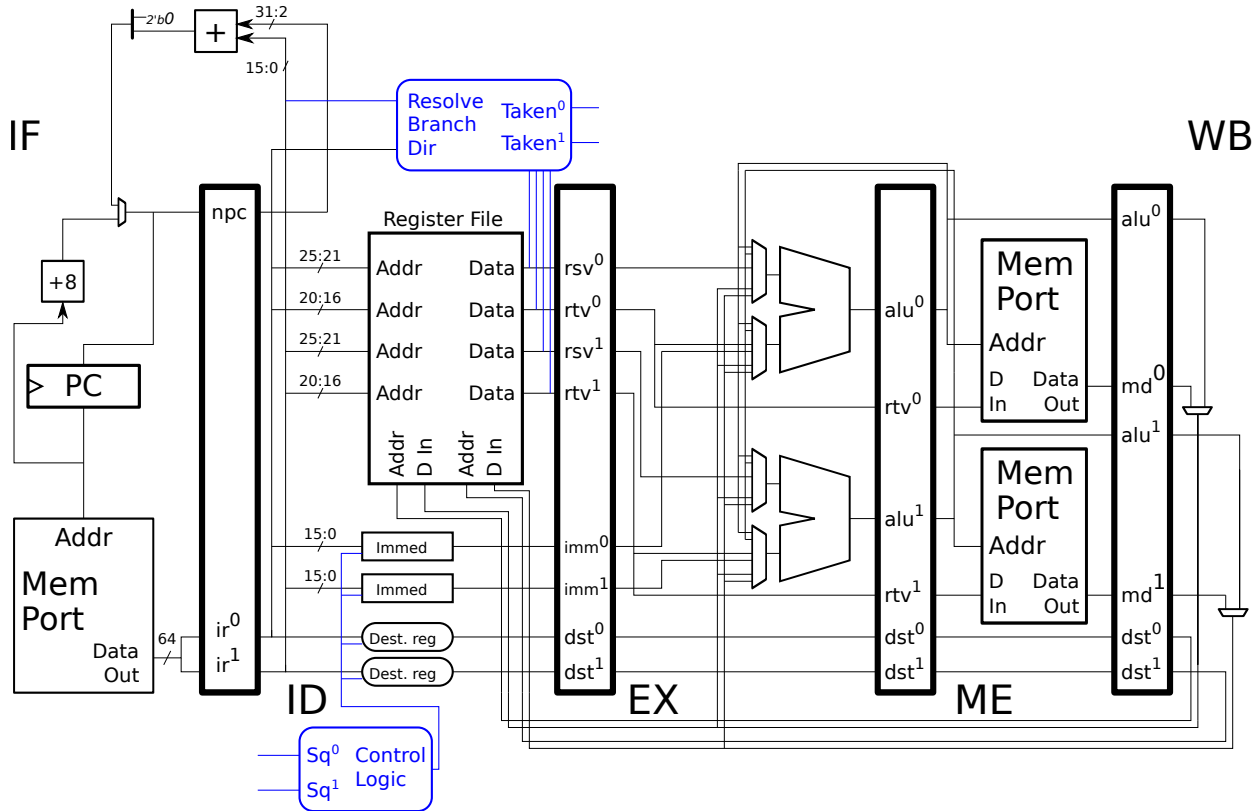 31:2
2'b0
+
15:0
IF
Resolve
Branch
Dir
Taken⁰
Taken¹
WB
npc
Register File
alu⁰
+8
25:21
Addr
Data
rsv⁰
Mem
Port
20:16
Addr
Data
rtv⁰
alu⁰
25:21
Addr
Data
rsv¹
Addr
PC
20:16
Addr
Data
rtv¹
D
In
Data
Out
md⁰
rtv⁰
alu¹
Addr
D In
Addr
D In
Mem
Port
alu¹
Addr
Addr
Mem
Port
15:0
Immed
imm⁰
15:0
Immed
imm¹
rtv¹
D
In
Data
Out
md¹
64
Data
Out
ir⁰
ir¹
Dest. reg
dst⁰
dst⁰
dst⁰
Dest. reg
dst¹
dst¹
dst¹
ID
EX
ME
Sq⁰
Sq¹
Control
Logic